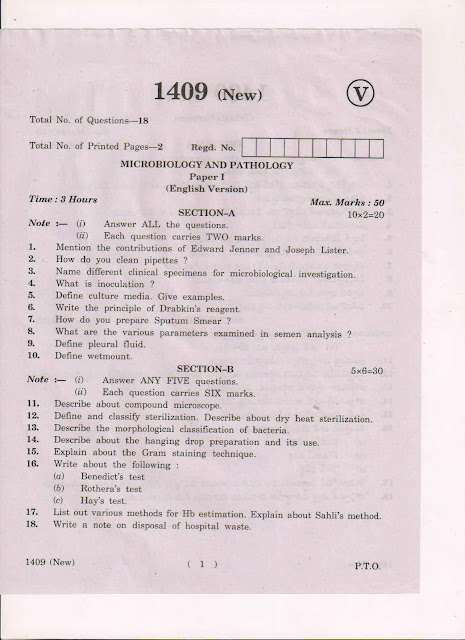 1409 (New)
V
Total No. of Questions—18
Total No. of Printed Pages—2 Regd. No.
MICROBIOLOGY AND PATHOLOGY
Paper I
(English Version)
Time : 3 Hours Max. Marks : 50
SECTION-A 10×2=20
Note :— (i) Answer ALL the questions.
(ii) Each question carries TWO marks.
1. Mention the contributions of Edward Jenner and Joseph Lister.
2. How do you clean pipettes ?
3. Name different clinical specimens for microbiological investigation.
4. What is inoculation ?
5. Define culture media. Give examples.
6. Write the principle of Drabkin's reagent.
7. How do you prepare Sputum Smear ?
8. What are the various parameters examined in semen analysis ?
9. Define pleural fluid.
10. Define wetmount.
SECTION-B 5×6=30
Note :— (i) Answer ANY FIVE questions.
(ii) Each question carries SIX marks.
11. Describe about compound microscope.
12. Define and classify sterilization. Describe about dry heat sterilization.
13. Describe the morphological classification of bacteria.
14. Describe about the hanging drop preparation and its use.
15. Explain about the Gram staining technique.
16. Write about the following :
(a) Benedict's test
(b) Rothera's test
(c) Hay's test.
17. List out various methods for Hb estimation. Explain about Sahli's method.
18. Write a note on disposal of hospital waste.
1409 (New) ( 1 ) P.T.O.